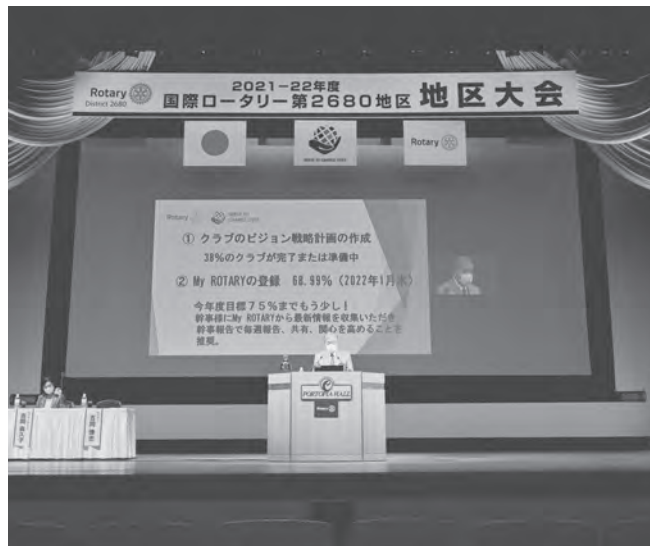 Rotary
District 2680
2021-22年度
国際ロータリー第2680地区 地区大会
Rotary
Rotary
① クラブのビジョン戦略計画の作成
38%のクラブが完了または準備中
② My ROTARYの登録 68.99%(2022年1月末)
今年度目標75%までもう少し!
幹事様にMy ROTARYから最新情報を収集いただき
幹事報告で毎週報告、共有、関心を高めることを
推奨。
PORTOPIA HALL
Rotary